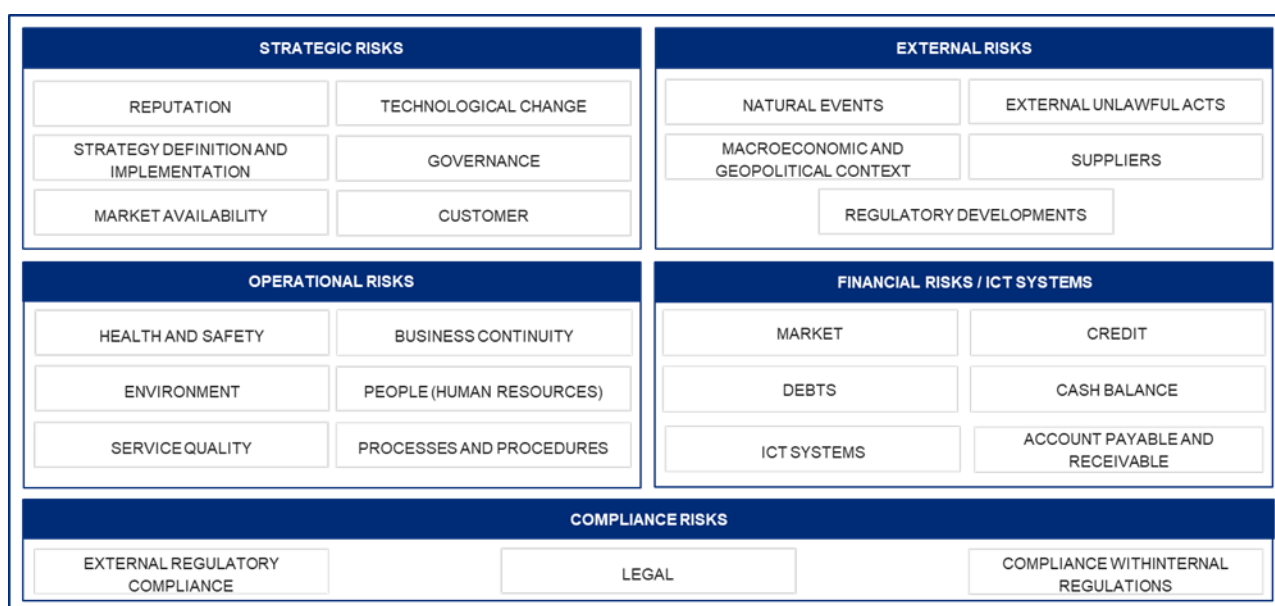 STRATEGIC RISKS
REPUTATION
TECHNOLOGICAL CHANGE
STRATEGY DEFINITION AND
IMPLEMENTATION
GOVERNANCE
MARKET AVAILABILITY
CUSTOMER
EXTERNAL RISKS
NATURAL EVENTS
EXTERNAL UNLAWFUL ACTS
MACROECONOMIC AND
GEOPOLITICAL CONTEXT
SUPPLIERS
REGULATORY DEVELOPMENTS
OPERATIONAL RISKS
HEALTH AND SAFETY
BUSINESS CONTINUITY
ENVIRONMENT
PEOPLE (HUMAN RESOURCES)
SERVICE QUALITY
PROCESSES AND PROCEDURES
FINANCIAL RISKS / ICT SYSTEMS
MARKET
CREDIT
DEBTS
CASH BALANCE
ICT SYSTEMS
ACCOUNT PAYABLE AND
RECEIVABLE
COMPLIANCE RISKS
EXTERNAL REGULATORY
COMPLIANCE
LEGAL
COMPLIANCE WITHINTERNAL
REGULATIONS